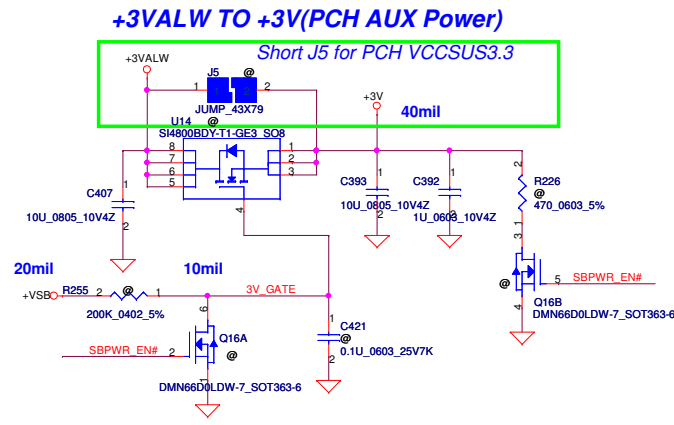 +3VALW TO +3V(PCH AUX Power)
Short J5 for PCH VCCSUS3.3
+3VALW
J5
@
1
1
2
2
JUMP_43X79
+3V
40mil
U14
@
SI4800BDY-T1-GE3_SO8
8
7
6
5
1
2
3
4
C407
1
10U_0805_10V4Z
2
C393
1
10U_0805_10V4Z
2
C392
1
1U_0603_10V4Z
2
2
R226
@
470_0603_5%
1
3
5
SBPWR_EN#
@
4
Q16B
DMN66D0LDW-7_SOT363-6
20mil
10mil
+VSB
R255
2
@
1
200K_0402_5%
3V_GATE
6
Q16A
SBPWR_EN#
2
@
1
DMN66D0LDW-7_SOT363-6
1
C421
@
0.1U_0603_25V7K
2